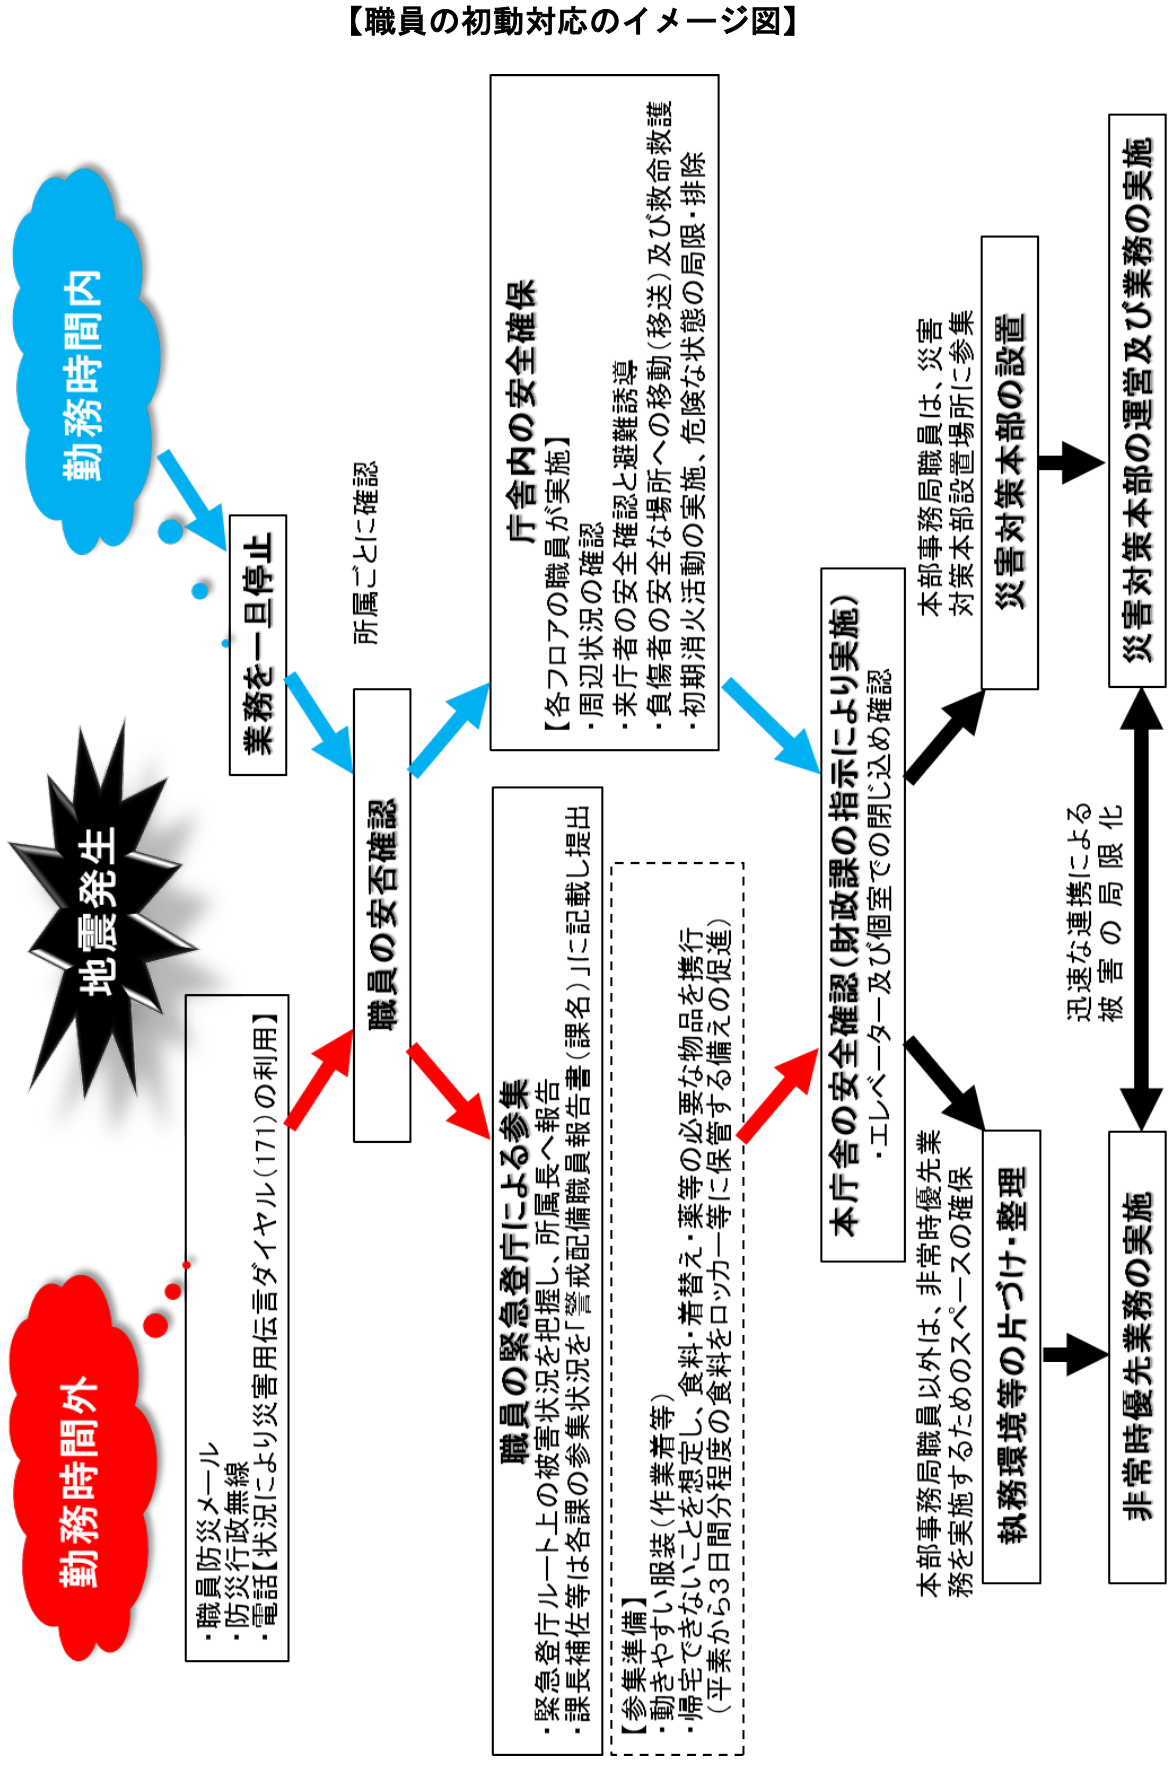 【職員の初動対応のイメージ図】
地震発生
勤務時間外
勤務時間内
・職員防災メール
・防災行政無線
・電話【状況により災害用伝言ダイヤル（171）の利用】
業務を一旦停止
職員の安否確認
所属ごとに確認
職員の緊急登庁による参集
・緊急登庁ルート上の被害状況を把握し、所属長へ報告
・課長補佐等は各課の参集状況を「警戒配備職員報告書（課名）」に記載し提出
【参集準備】
・動きやすい服装（作業着等）
・帰宅できないことを想定し、食料・着替え・薬等の必要な物品を携行
（平素から３日間分程度の食料をロッカー等に保管する備えの促進）
庁舎内の安全確保
【各フロアの職員が実施】
・周辺状況の確認
・来庁者の安全確認と避難誘導
・負傷者の安全な場所への移動（移送）及び救命救護
・初期消火活動の実施、危険な状態の局限・排除
本庁舎の安全確認（財政課の指示により実施）
・エレベーター及び個室での閉じ込め確認
本部事務局職員以外は、非常時優先業
務を実施するためのスペースの確保
執務環境等の片づけ・整理
本部事務局職員は、災害
対策本部設置場所に参集
災害対策本部の設置
迅速な連携による
被害の局限化
非常時優先業務の実施
災害対策本部の運営及び業務の実施